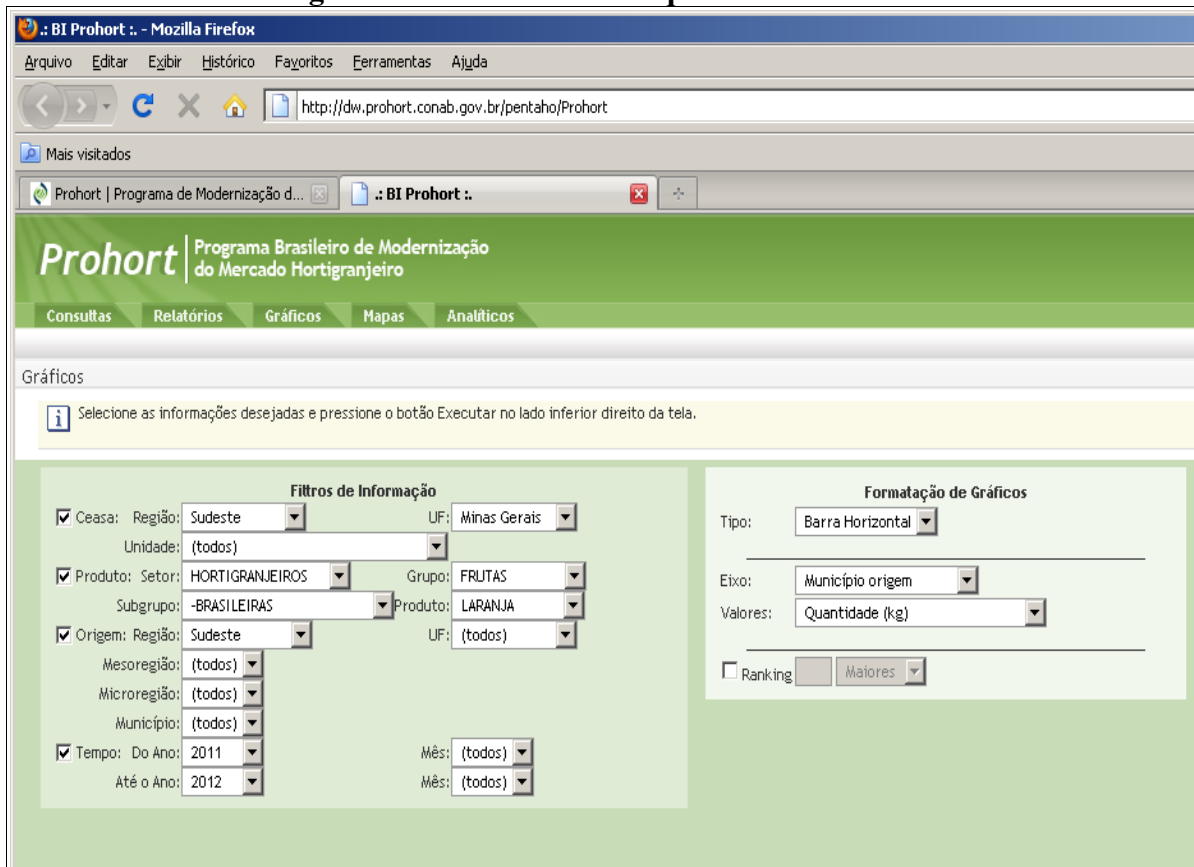 .: BI Prohort :. - Mozilla Firefox
Arquivo Editar Exibir Histórico Favoritos Ferramentas Ajuda
http://dw.prohort.conab.gov.br/pentaho/Prohort
Mais visitados
Prohort | Programa de Modernização d... .: BI Prohort :.
Prohort Programa Brasileiro de Modernização
do Mercado Hortigranjeiro
Consultas Relatórios Gráficos Mapas Analíticos
Gráficos
i Selecione as informações desejadas e pressione o botão Executar no lado inferior direito da tela.
Filtros de Informação
Ceasa: Região: Sudeste UF: Minas Gerais
Unidade: (todos)
Produto: Setor: HORTIGRANJEIROS Grupo: FRUTAS
Subgrupo: -BRASILEIRAS Produto: LARANJA
Origem: Região: Sudeste UF: (todos)
Mesoregião: (todos)
Microregião: (todos)
Município: (todos)
Tempo: Do Ano: 2011 Mês: (todos)
Até o Ano: 2012 Mês: (todos)
Formatação de Gráficos
Tipo: Barra Horizontal
Eixo: Município origem
Valores: Quantidade (kg)
Ranking Maiores